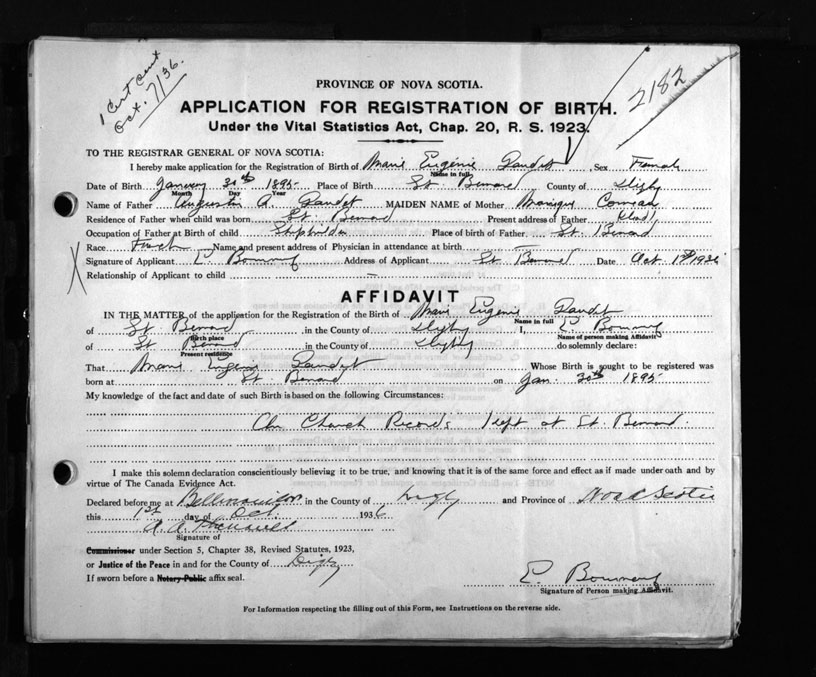 1 Cert sent
Oct. 7/36.
2182
PROVINCE OF NOVA SCOTIA.
APPLICATION FOR REGISTRATION OF BIRTH.
Under the Vital Statistics Act, Chap. 20, R. S. 1923.
TO THE REGISTRAR GENERAL OF NOVA SCOTIA:
I hereby make application for the Registration of Birth of Marie Eugénie Gaudet, Sex Female
Name in full
Date of Birth January 30th 1895 Place of Birth St. Bernard County of Digby
Month Day Year
Name of Father Augustin A. Gaudet MAIDEN NAME of Mother Monique Comeau
Residence of Father when child was born St. Bernard Present address of Father
Occupation of Father at Birth of child Shipbuilder Place of birth of Father St. Bernard
Race French Name and present address of Physician in attendance at birth —
Signature of Applicant E. Address of Applicant St Bernard Date Oct 1st 1936
Relationship of Applicant to child —
AFFIDAVIT
IN THE MATTER of the application for the Registration of the Birth of Marie Eugenie Gaudet
Name in full
of St. Bernard in the County of Digby I, E.
Birth place Name of person making Affidavit
of St. Bernard in the County of Digby do solemnly declare:
Present residence
That Marie Eugenie Gaudet Whose Birth is sought to be registered was
born at St. Bernard on Jan. 30th 1895
My knowledge of the fact and date of such Birth is based on the following Circumstances:
Church Records kept at St. Bernard.
I make this solemn declaration conscientiously believing it to be true, and knowing that it is of the same force and effect as if made under oath and by
virtue of The Canada Evidence Act.
Declared before me at in the County of Digby and Province of Nova Scotia
this 1st day of Oct. 1936
A. A.
Signature of
Commissioner under Section 5, Chapter 38, Revised Statutes, 1923,
or Justice of the Peace in and for the County of Digby
If sworn before a Notary Public affix seal.
E.
Signature of Person making Affidavit.
For Information respecting the filling out of this Form, see Instructions on the reverse side.